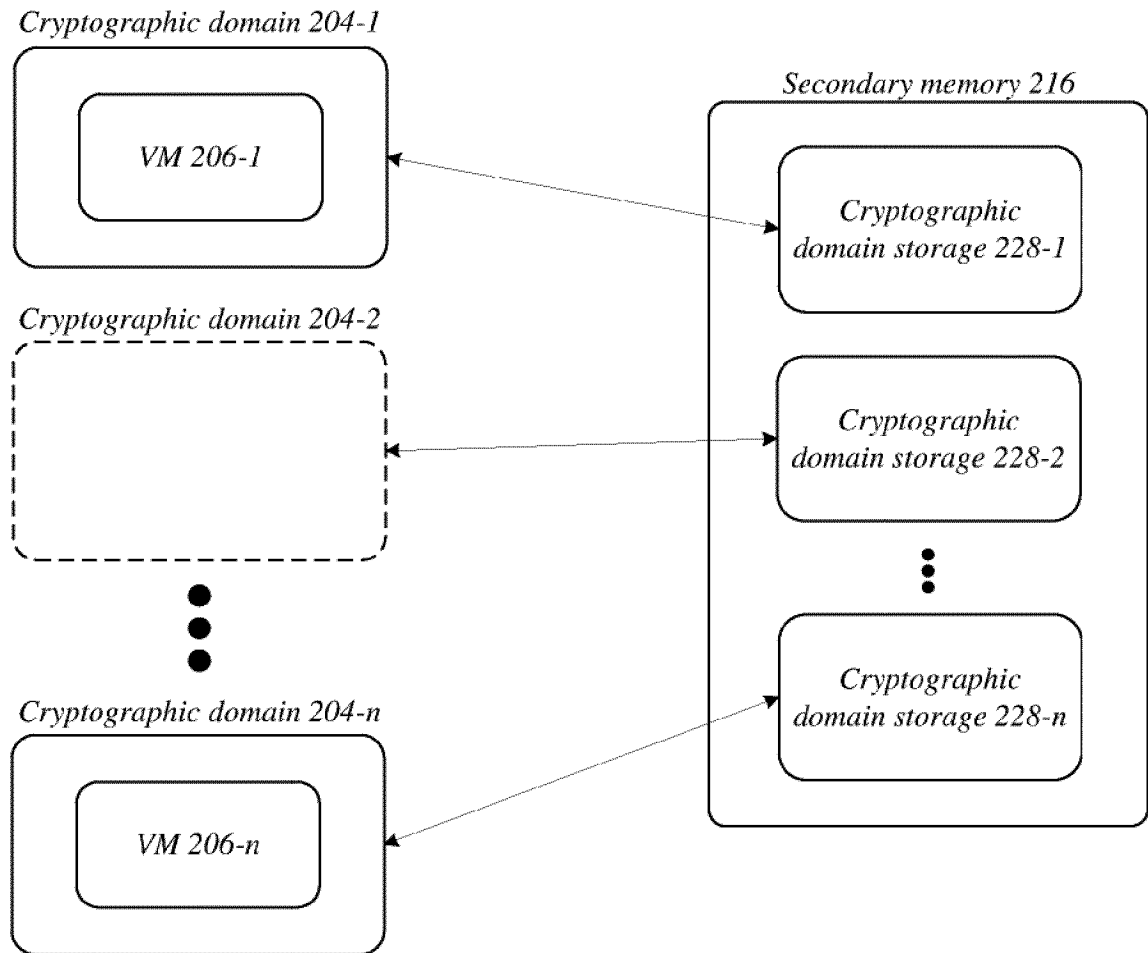 Cryptographic domain 204-1
VM 206-1
Cryptographic domain 204-2
Cryptographic domain 204-n
VM 206-n
Secondary memory 216
Cryptographic
domain storage 228-1
Cryptographic
domain storage 228-2
Cryptographic
domain storage 228-n